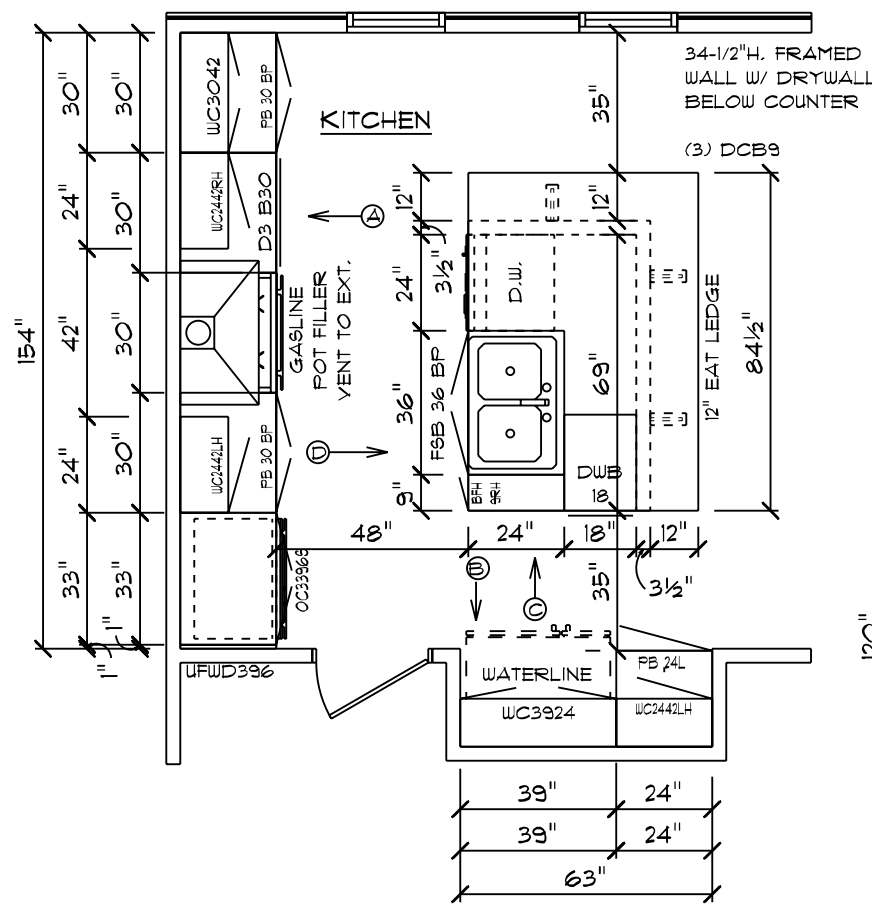 34-1/2"H. FRAMED
WALL W/ DRYWALL
BELOW COUNTER
(3) DCB9
KITCHEN
154"
30"
24"
42"
24"
33"
1"
30"
30"
30"
30"
33"
1"
WC3042
PB 30 BP
WC2442RH
D3 B30
GASLINE
POT FILLER
VENT TO EXT.
WC2442LH
PB 30 BP
OC33965
UFWD396
A
D
B
C
12"
3½"
24"
36"
9"
35"
12"
69"
35"
D.W.
FSB 36 BP
BFH
9RH
DWB
18
12" EAT LEDGE
84½"
48"
24"
18"
12"
3½"
WATERLINE
WC3924
PB 24L
WC2442LH
39"
24"
39"
24"
63"
120"